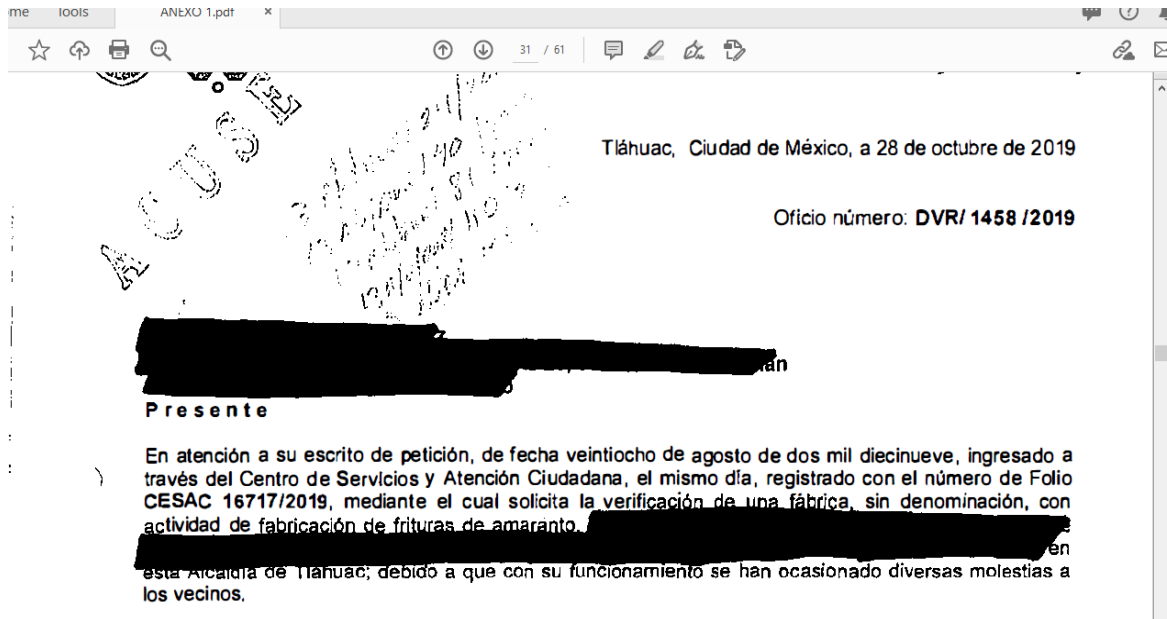 ome Tools ANEXO 1.pdf ×
31 / 61
ACUSE
Tláhuac, Ciudad de México, a 28 de octubre de 2019
Oficio número: DVR/ 1458 /2019
Presente
En atención a su escrito de petición, de fecha veintiocho de agosto de dos mil diecinueve, ingresado a
través del Centro de Servicios y Atención Ciudadana, el mismo día, registrado con el número de Folio
CESAC 16717/2019, mediante el cual solicita la verificación de una fábrica, sin denominación, con
actividad de fabricación de frituras de amaranto,
en
esta Alcaldía de Tláhuac; debido a que con su funcionamiento se han ocasionado diversas molestias a
los vecinos.